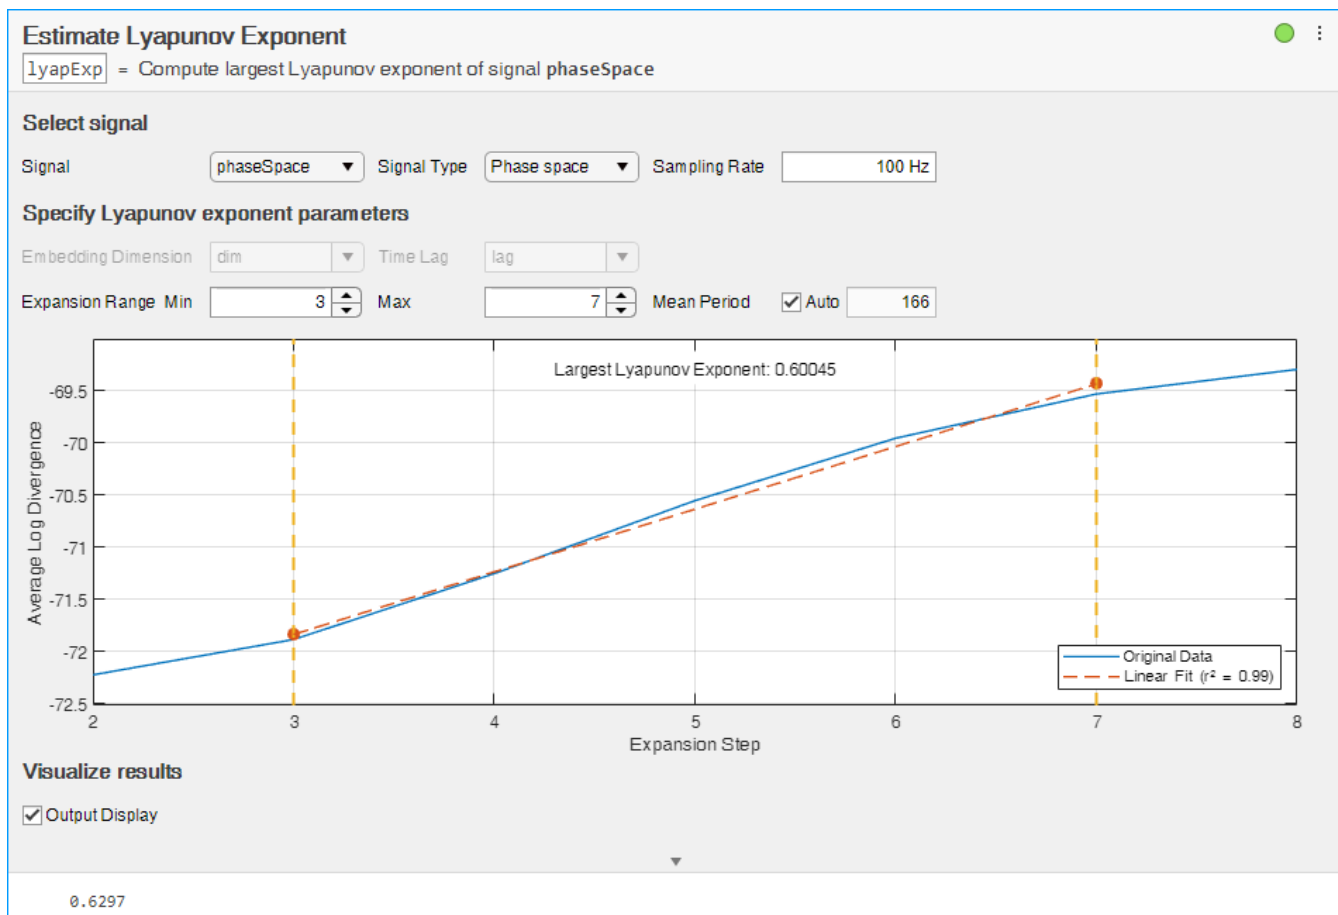 Estimate Lyapunov Exponent
lyapExp = Compute largest Lyapunov exponent of signal phaseSpace
Select signal
Signal phaseSpace Signal Type Phase space Sampling Rate 100 Hz
Specify Lyapunov exponent parameters
Embedding Dimension dim Time Lag lag
Expansion Range Min 3 Max 7 Mean Period Auto 166
Largest Lyapunov Exponent: 0.60045
-69.5
-70
-70.5
-71
-71.5
-72
-72.5
Average Log Divergence
Original Data
Linear Fit (r² = 0.99)
2 3 4 5 6 7 8
Expansion Step
Visualize results
Output Display
0.6297